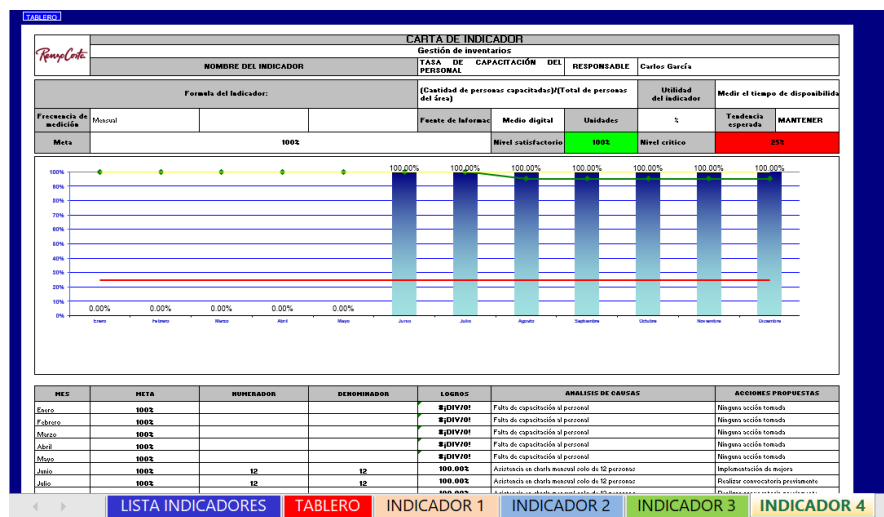 TABLERO
CARTA DE INDICADOR
Gestión de inventarios
RenzoCosta
NOMBRE DEL INDICADOR
TASA DE CAPACITACIÓN DEL PERSONAL
RESPONSABLE
Carlos García
Formula del Indicador:
(Cantidad de personas capacitadas)/(Total de personas del área)
Utilidad del indicador
Medir el tiempo de disponibilida
Frecuencia de medición
Mensual
Fuente de Informac
Medio digital
Unidades
%
Tendencia esperada
MANTENER
Meta
100%
Nivel satisfactorio
100%
Nivel crítico
25%
100.00% 100.00% 100.00% 100.00% 100.00% 100.00% 100.00%
100%
90%
80%
70%
60%
50%
40%
30%
20%
10%
0%
0.00% 0.00% 0.00% 0.00% 0.00%
Enero Febrero Marzo Abril Mayo Junio Julio Agosto Septiembre Octubre Noviembre Diciembre
MES META NUMERADOR DENOMINADOR LOGROS ANALISIS DE CAUSAS ACCIONES PROPUESTAS
Enero 100% #¡DIV/0! Falta de capacitación al personal Ninguna acción tomada
Febrero 100% #¡DIV/0! Falta de capacitación al personal Ninguna acción tomada
Marzo 100% #¡DIV/0! Falta de capacitación al personal Ninguna acción tomada
Abril 100% #¡DIV/0! Falta de capacitación al personal Ninguna acción tomada
Mayo 100% #¡DIV/0! Falta de capacitación al personal Ninguna acción tomada
Junio 100% 12 12 100.00% Asistencia en charla mensual solo de 12 personas Implementación de mejora
Julio 100% 12 12 100.00% Asistencia en charla mensual solo de 12 personas Realizar convocatoria previamente
LISTA INDICADORES TABLERO INDICADOR 1 INDICADOR 2 INDICADOR 3 INDICADOR 4